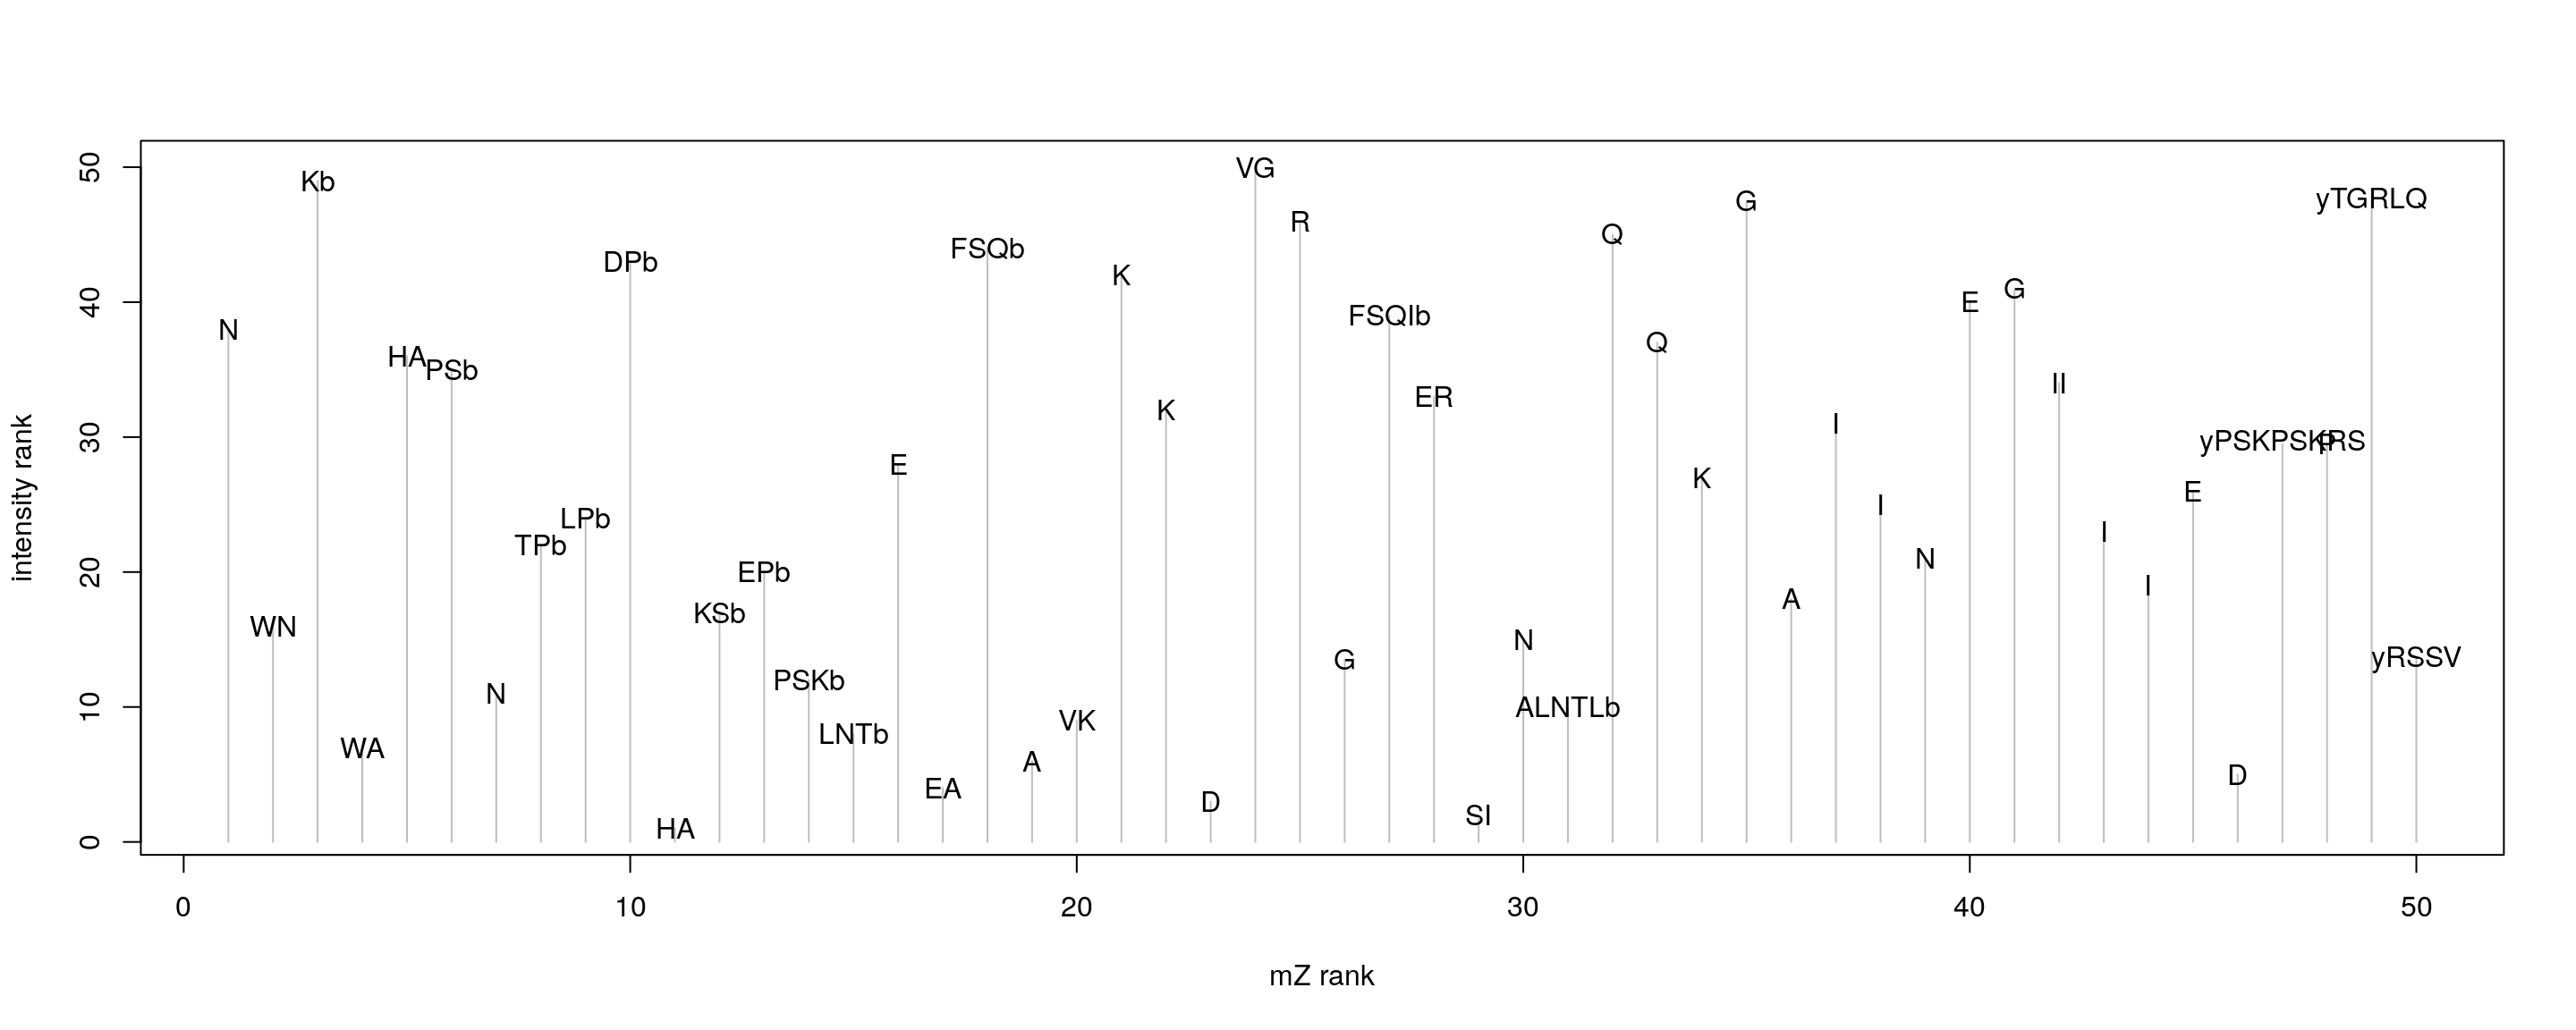 50
VG
Kb
yTGRLQ
G
R
Q
FSQb
DPb
K
G
40
E
FSQIb
N
Q
HA
PSb
II
ER
K
I
30
yPSKPSKRS
E
K
E
I
LPb
I
TPb
N
20
EPb
I
A
KSb
WN
N
G
yRSSV
PSKb
N
10
ALNTLb
VK
LNTb
WA
A
D
EA
D
SI
HA
0
intensity rank
0 10 20 30 40 50
mZ rank